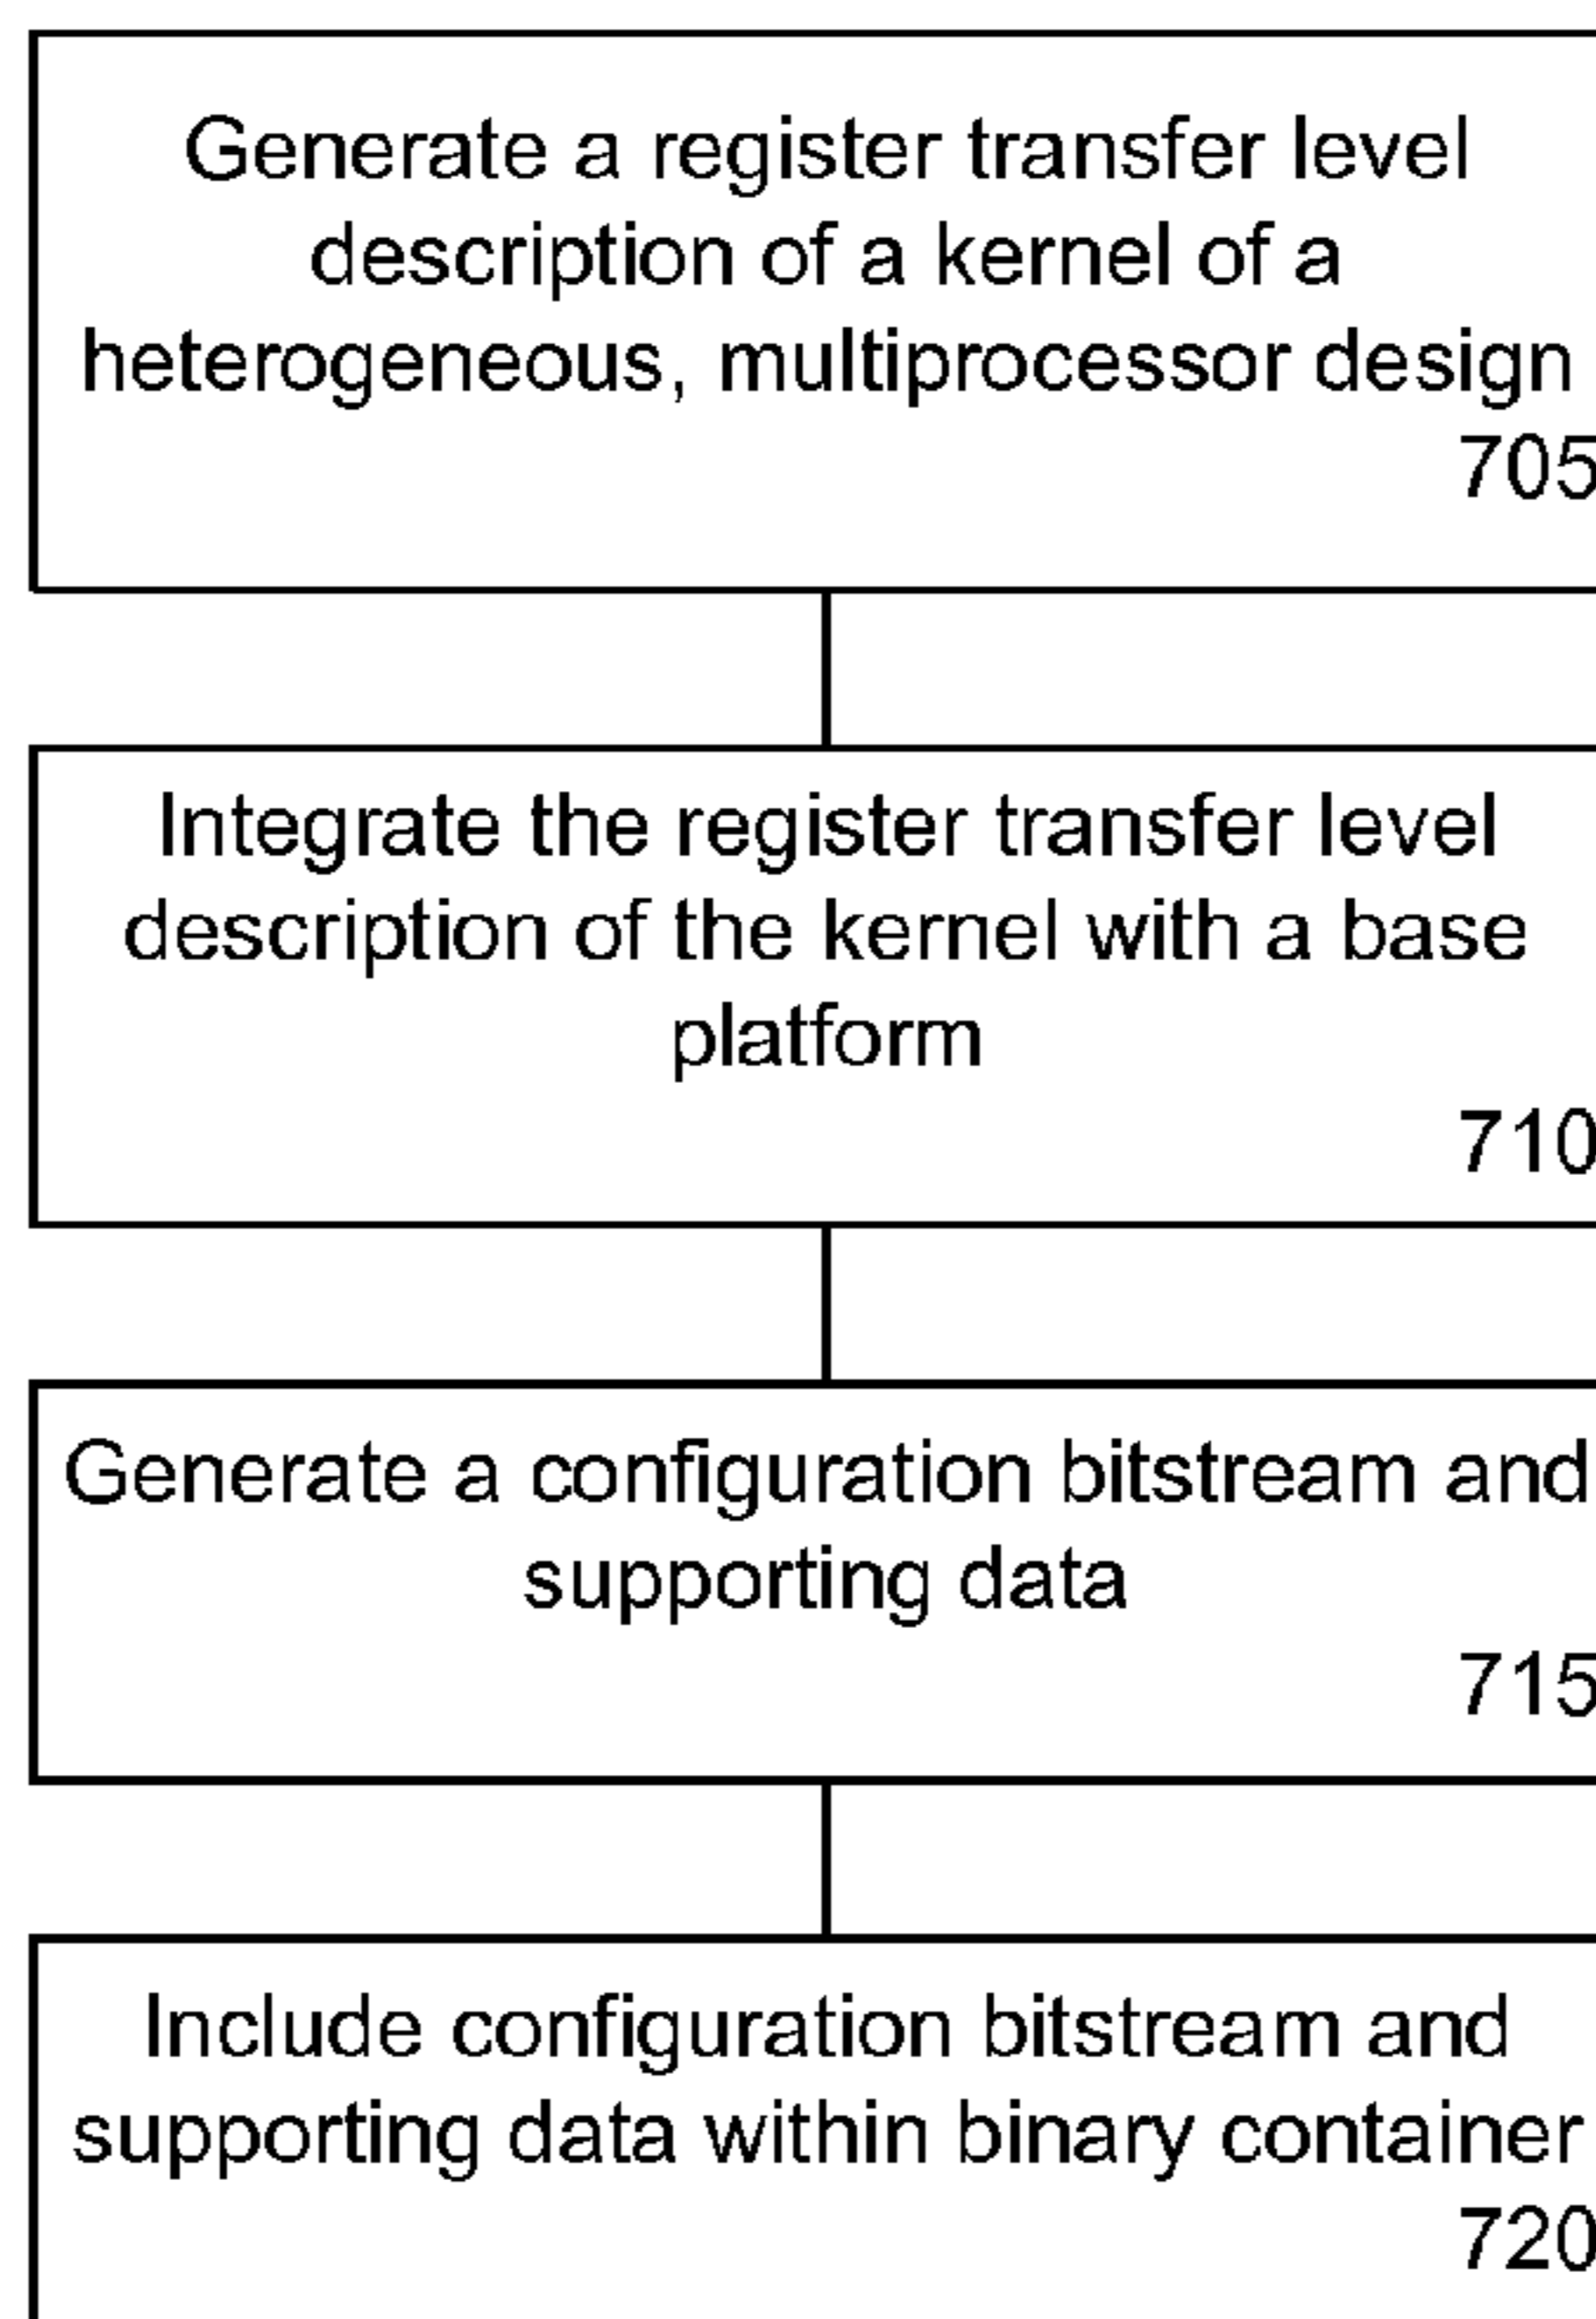 Generate a register transfer level
description of a kernel of a
heterogeneous, multiprocessor design
705
Integrate the register transfer level
description of the kernel with a base
platform
710
Generate a configuration bitstream and
supporting data
715
Include configuration bitstream and
supporting data within binary container
720